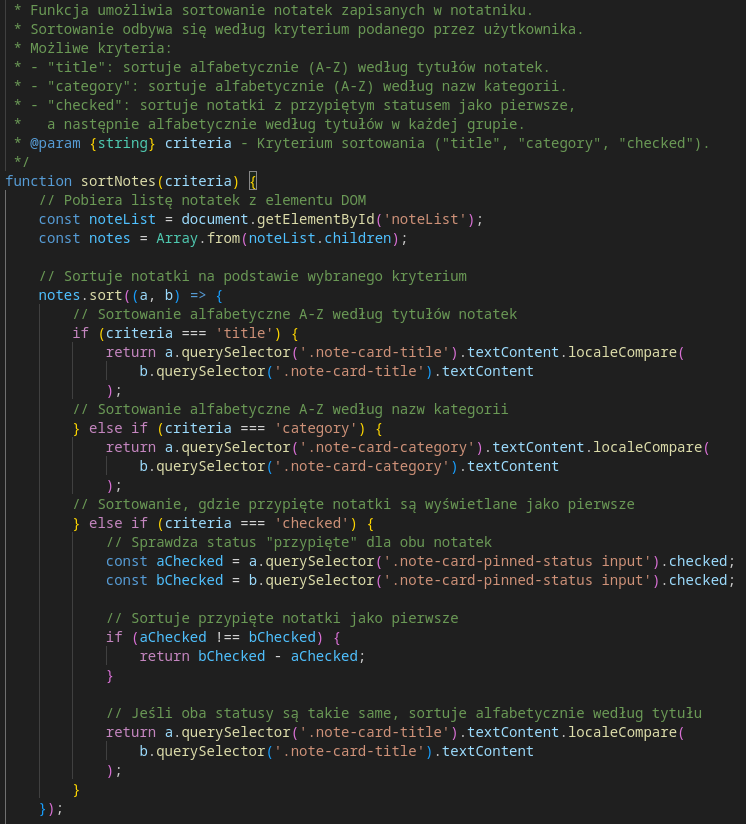 * Funkcja umożliwia sortowanie notatek zapisanych w notatniku.
* Sortowanie odbywa się według kryterium podanego przez użytkownika.
* Możliwe kryteria:
* - "title": sortuje alfabetycznie (A-Z) według tytułów notatek.
* - "category": sortuje alfabetycznie (A-Z) według nazw kategorii.
* - "checked": sortuje notatki z przypiętym statusem jako pierwsze,
*   a następnie alfabetycznie według tytułów w każdej grupie.
* @param {string} criteria - Kryterium sortowania ("title", "category", "checked").
*/
function sortNotes(criteria) {
    // Pobiera listę notatek z elementu DOM
    const noteList = document.getElementById('noteList');
    const notes = Array.from(noteList.children);

    // Sortuje notatki na podstawie wybranego kryterium
    notes.sort((a, b) => {
        // Sortowanie alfabetyczne A-Z według tytułów notatek
        if (criteria === 'title') {
            return a.querySelector('.note-card-title').textContent.localeCompare(
                b.querySelector('.note-card-title').textContent
            );
        // Sortowanie alfabetyczne A-Z według nazw kategorii
        } else if (criteria === 'category') {
            return a.querySelector('.note-card-category').textContent.localeCompare(
                b.querySelector('.note-card-category').textContent
            );
        // Sortowanie, gdzie przypięte notatki są wyświetlane jako pierwsze
        } else if (criteria === 'checked') {
            // Sprawdza status "przypięte" dla obu notatek
            const aChecked = a.querySelector('.note-card-pinned-status input').checked;
            const bChecked = b.querySelector('.note-card-pinned-status input').checked;

            // Sortuje przypięte notatki jako pierwsze
            if (aChecked !== bChecked) {
                return bChecked - aChecked;
            }

            // Jeśli oba statusy są takie same, sortuje alfabetycznie według tytułu
            return a.querySelector('.note-card-title').textContent.localeCompare(
                b.querySelector('.note-card-title').textContent
            );
        }
    });